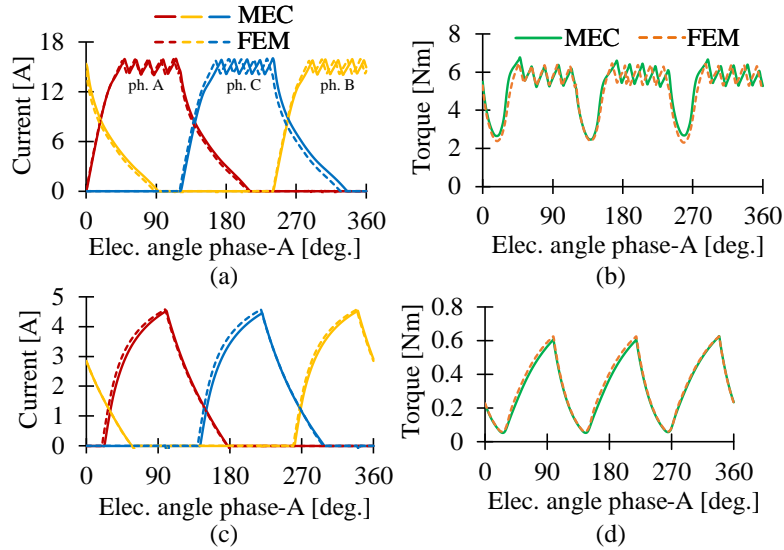 MEC
FEM
Current [A]
18
12
6
0
ph. A
ph. C
ph. B
0 90 180 270 360
Elec. angle phase-A [deg.]
(a)
MEC FEM
Torque [Nm]
8
6
4
2
0
0 90 180 270 360
Elec. angle phase-A [deg.]
(b)
Current [A]
5
4
3
2
1
0
0 90 180 270 360
Elec. angle phase-A [deg.]
(c)
Torque [Nm]
0.8
0.6
0.4
0.2
0
0 90 180 270 360
Elec. angle phase-A [deg.]
(d)